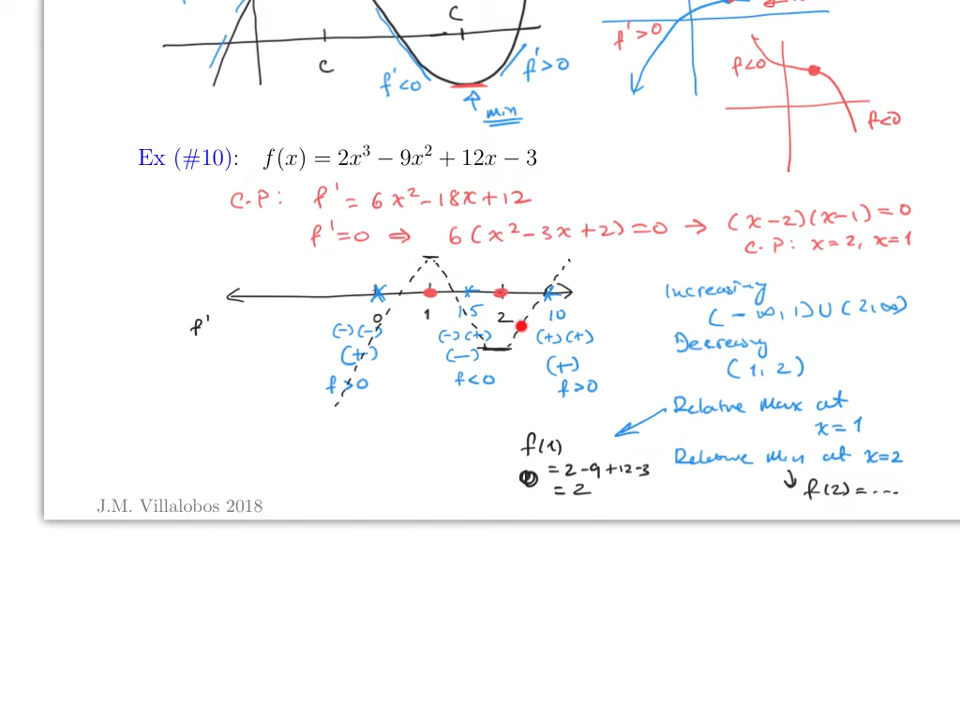 C
C
f'<0
f'>0
min
f'>0
f<0
f<0
Ex (#10): f(x) = 2x³ − 9x² + 12x − 3
C.P: f' = 6x²-18x+12
f'=0 ⇒ 6(x²-3x+2)=0 → (x-2)(x-1)=0
C.P: x=2, x=1
f'
0 1 1.5 2 10
(-)(-) (-)(+) (+)(+)
(+) (-) (+)
f>0 f<0 f>0
Increasing
(-∞,1)∪(2,∞)
Decreasing
(1,2)
Relative Max at
x=1
f(1)
=2-9+12-3
=2
Relative Min at x=2
↓ f(2)=...
J.M. Villalobos 2018